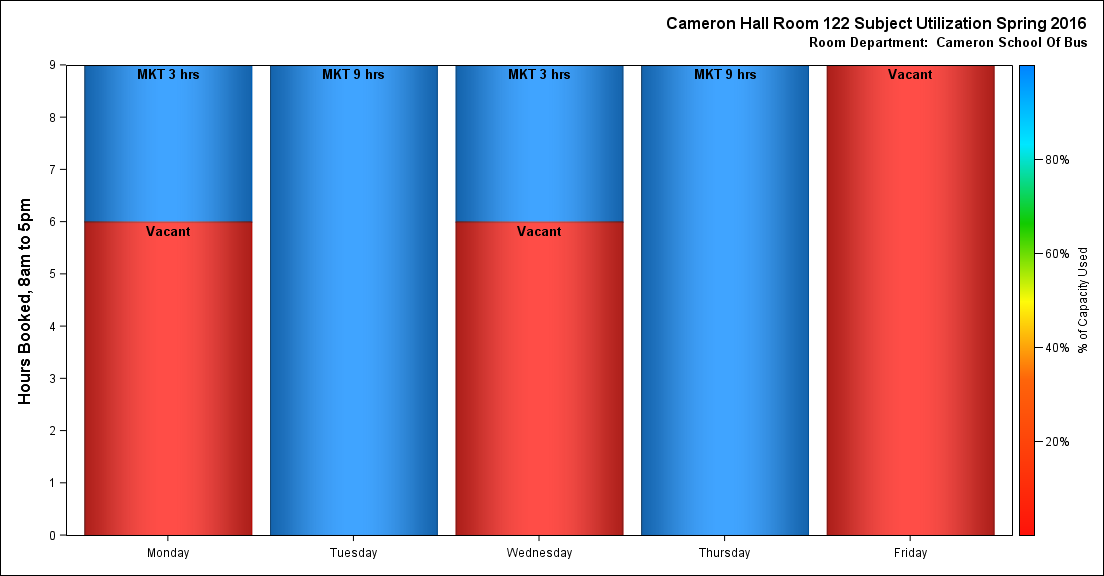 Cameron Hall Room 122 Subject Utilization Spring 2016
Room Department:  Cameron School Of Bus
Hours Booked, 8am to 5pm
9
8
7
6
5
4
3
2
1
0
MKT 3 hrs
Vacant
MKT 9 hrs
MKT 3 hrs
Vacant
MKT 9 hrs
Vacant
Monday
Tuesday
Wednesday
Thursday
Friday
80%
60%
40%
20%
% of Capacity Used